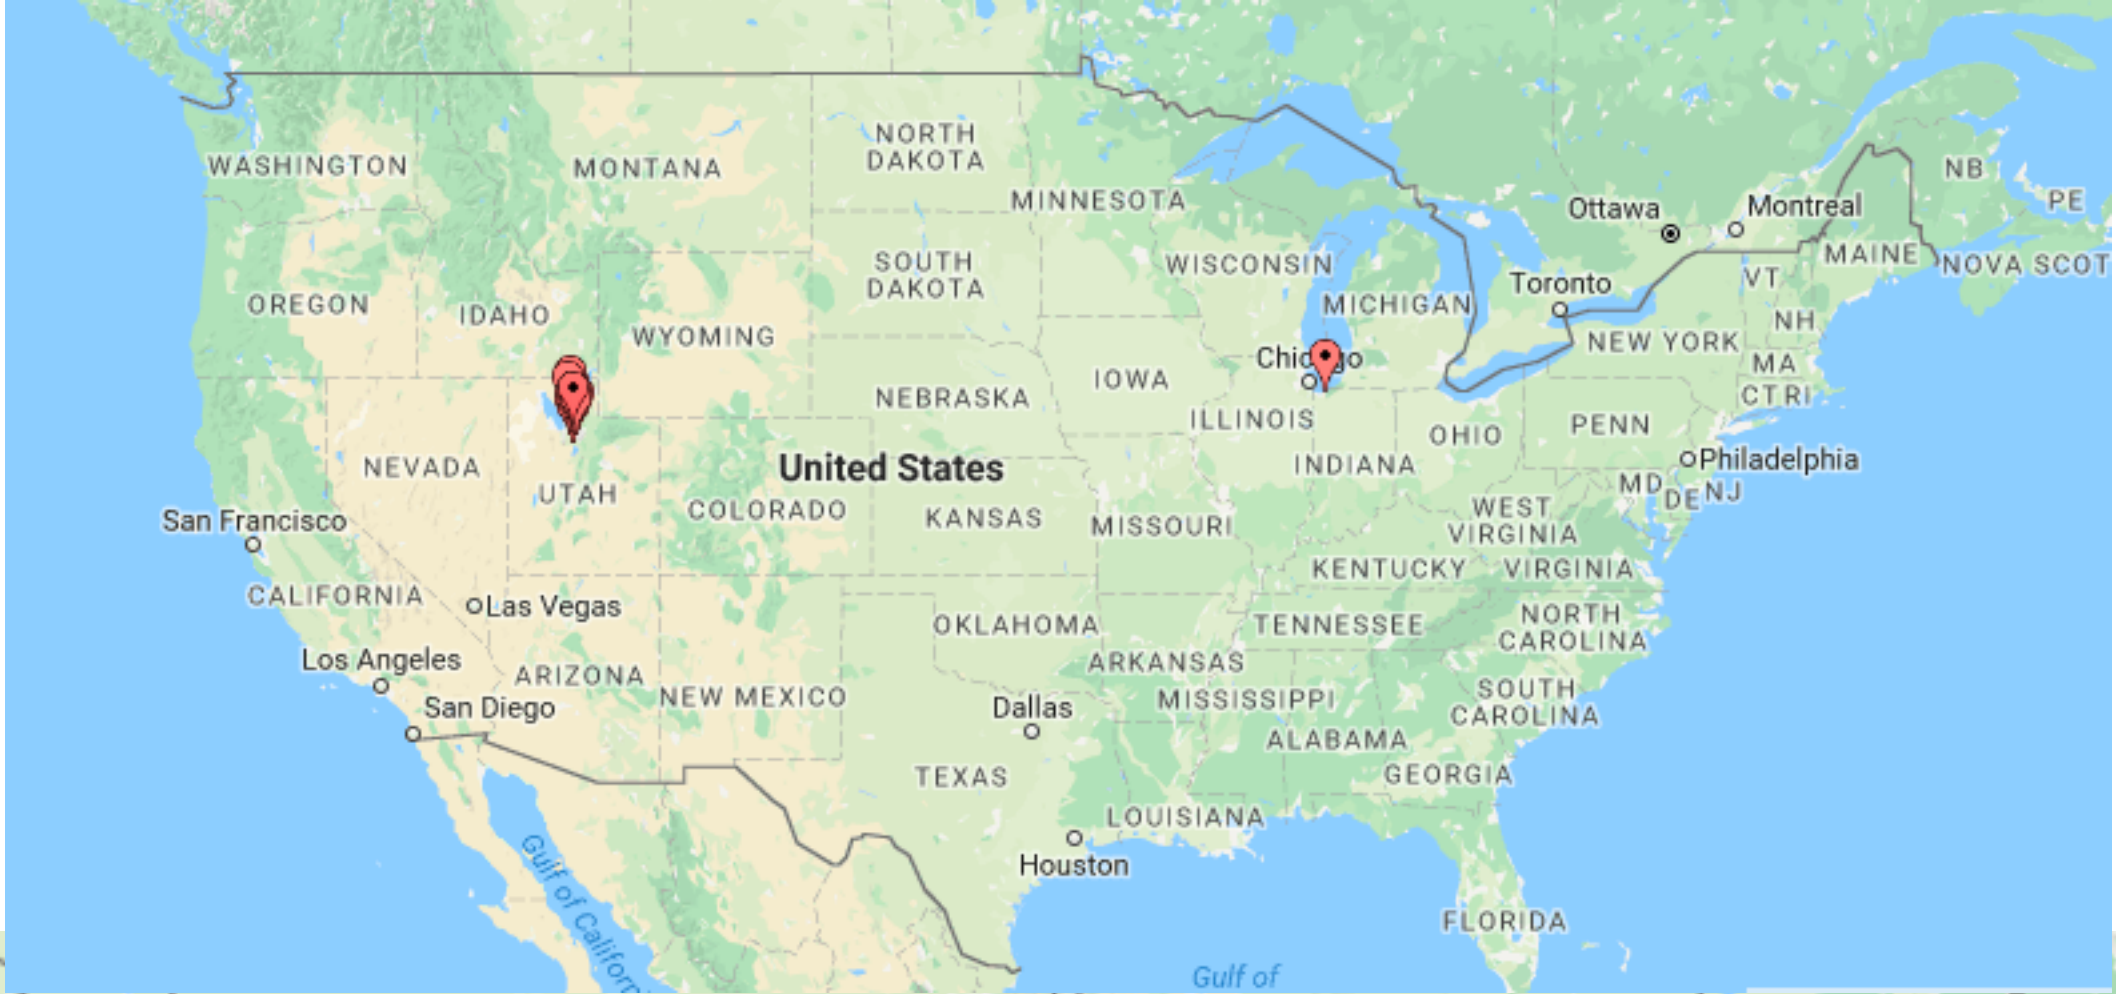 NORTH
DAKOTA
WASHINGTON
MONTANA
NB
MINNESOTA
PE
Ottawa
Montreal
MAINE
NOVA SCOT
SOUTH
DAKOTA
WISCONSIN
VT
Toronto
OREGON
IDAHO
MICHIGAN
NH
WYOMING
NEW YORK
MA
IOWA
NEBRASKA
CT RI
ILLINOIS
OHIO
PENN
United States
NEVADA
INDIANA
Philadelphia
UTAH
MD
DE
NJ
COLORADO
KANSAS
MISSOURI
WEST
VIRGINIA
San Francisco
KENTUCKY
VIRGINIA
CALIFORNIA
Las Vegas
OKLAHOMA
TENNESSEE
NORTH
CAROLINA
Los Angeles
ARIZONA
ARKANSAS
NEW MEXICO
MISSISSIPPI
SOUTH
CAROLINA
San Diego
Dallas
ALABAMA
TEXAS
GEORGIA
LOUISIANA
Houston
Gulf of Californ
FLORIDA
Gulf of